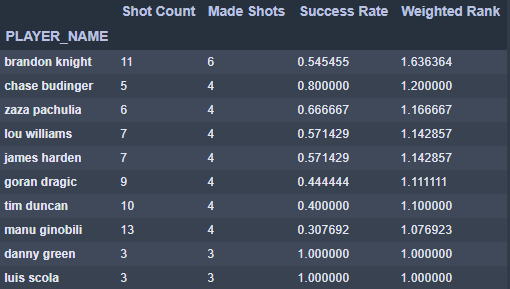 Shot Count Made Shots Success Rate Weighted Rank
PLAYER_NAME
brandon knight 11 6 0.545455 1.636364
chase budinger 5 4 0.800000 1.200000
zaza pachulia 6 4 0.666667 1.166667
lou williams 7 4 0.571429 1.142857
james harden 7 4 0.571429 1.142857
goran dragic 9 4 0.444444 1.111111
tim duncan 10 4 0.400000 1.100000
manu ginobili 13 4 0.307692 1.076923
danny green 3 3 1.000000 1.000000
luis scola 3 3 1.000000 1.000000